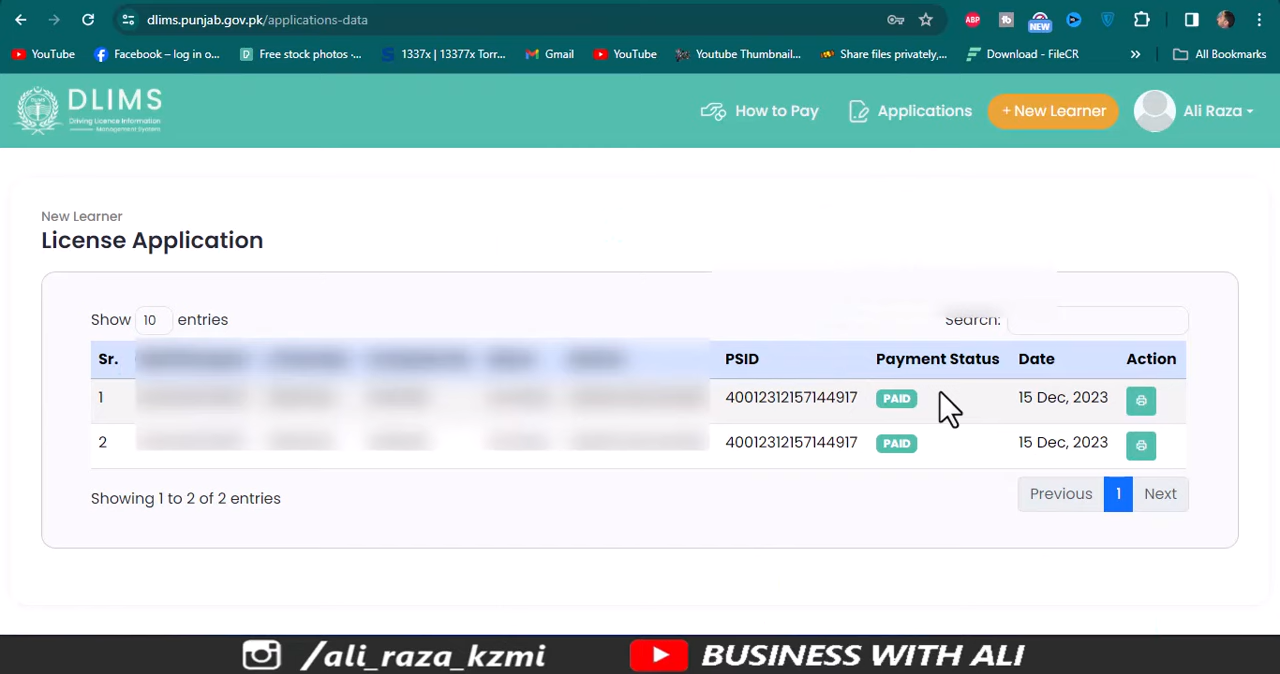 dlims.punjab.gov.pk/applications-data
ABP
tb
NEW
YouTube
Facebook – log in o...
Free stock photos ·...
1337x | 13377x Torr...
Gmail
YouTube
Youtube Thumbnail...
Share files privately,...
Download - FileCR
»
All Bookmarks
DLIMS
Driving Licence Information
Management System
How to Pay
Applications
+ New Learner
Ali Raza
New Learner
License Application
Show 10 entries
Search:
Sr. PSID Payment Status Date Action
1 40012312157144917 PAID 15 Dec, 2023
2 40012312157144917 PAID 15 Dec, 2023
Showing 1 to 2 of 2 entries
Previous 1 Next
/ali_raza_kzmi
BUSINESS WITH ALI